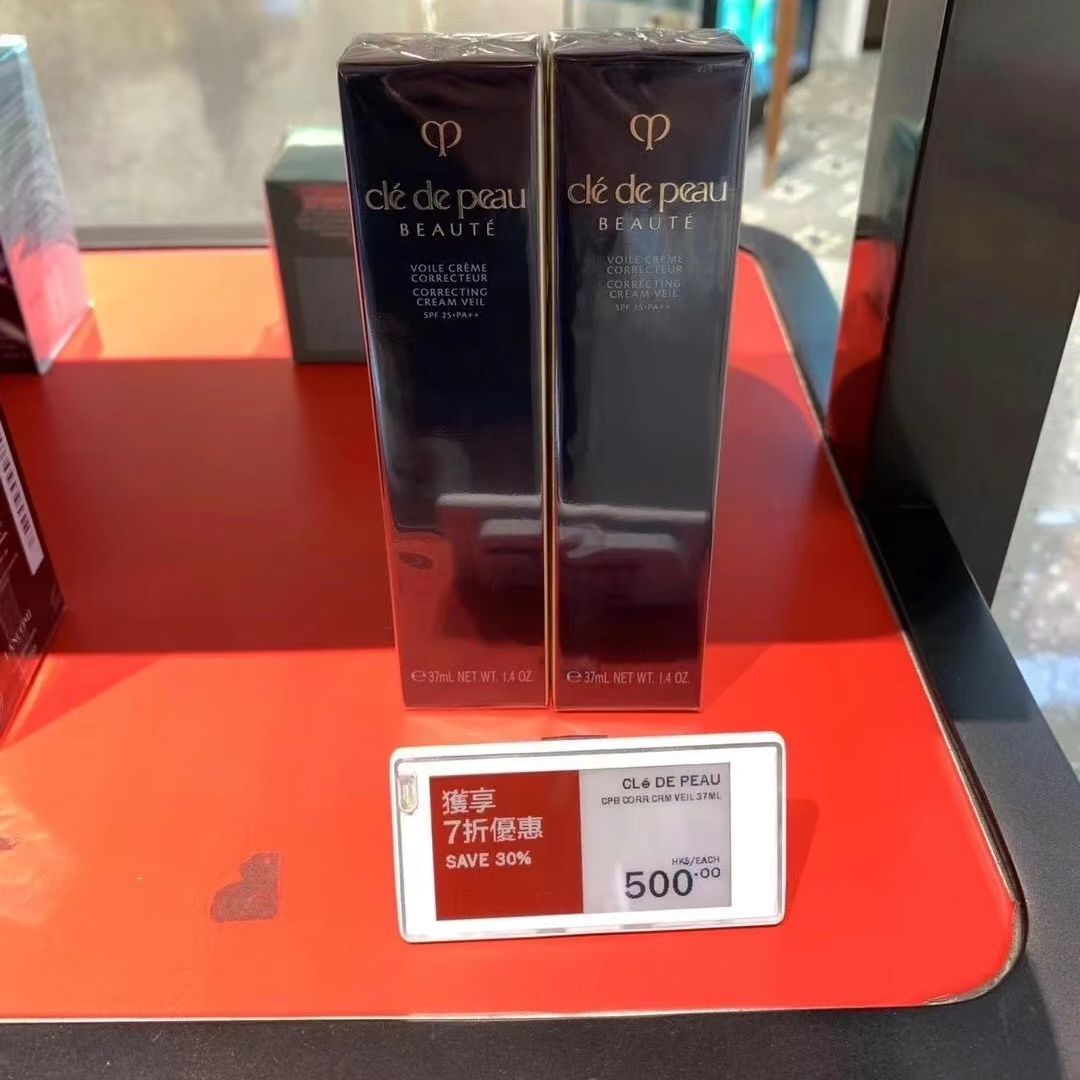 clé de peau
BEAUTÉ
VOILE CRÈME
CORRECTEUR
CORRECTING
CREAM VEIL
SPF 25•PA++
℮ 37mL NET WT. 1.4 OZ.
clé de peau
BEAUTÉ
VOILE CRÈME
CORRECTEUR
CORRECTING
CREAM VEIL
SPF 25•PA++
℮ 37mL NET WT. 1.4 OZ.
LANCÔME
獲享
7折優惠
SAVE 30%
CLé DE PEAU
CPB CORR CRM VEIL 37ML
HK$/EACH
500.00